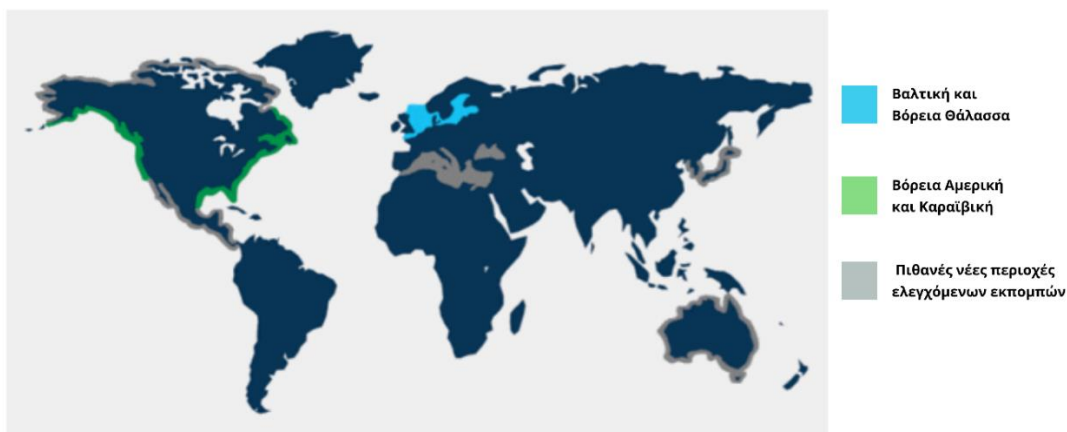 Βαλτική και
Βόρεια Θάλασσα
Βόρεια Αμερική
και Καραϊβική
Πιθανές νέες περιοχές
ελεγχόμενων εκπομπών